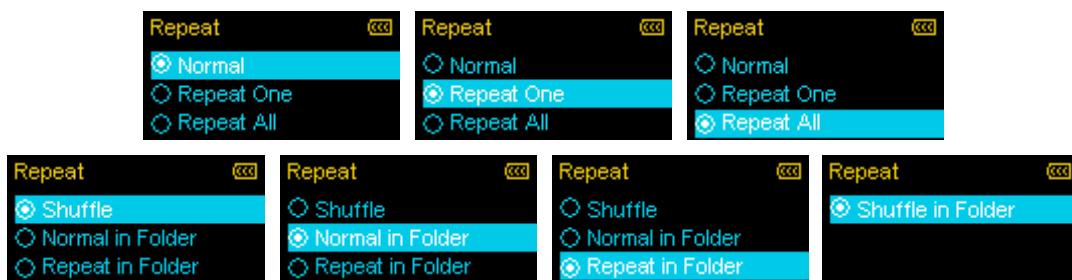 Repeat
Normal
Repeat One
Repeat All
Repeat
Normal
Repeat One
Repeat All
Repeat
Normal
Repeat One
Repeat All
Repeat
Shuffle
Normal in Folder
Repeat in Folder
Repeat
Shuffle
Normal in Folder
Repeat in Folder
Repeat
Shuffle
Normal in Folder
Repeat in Folder
Repeat
Shuffle in Folder